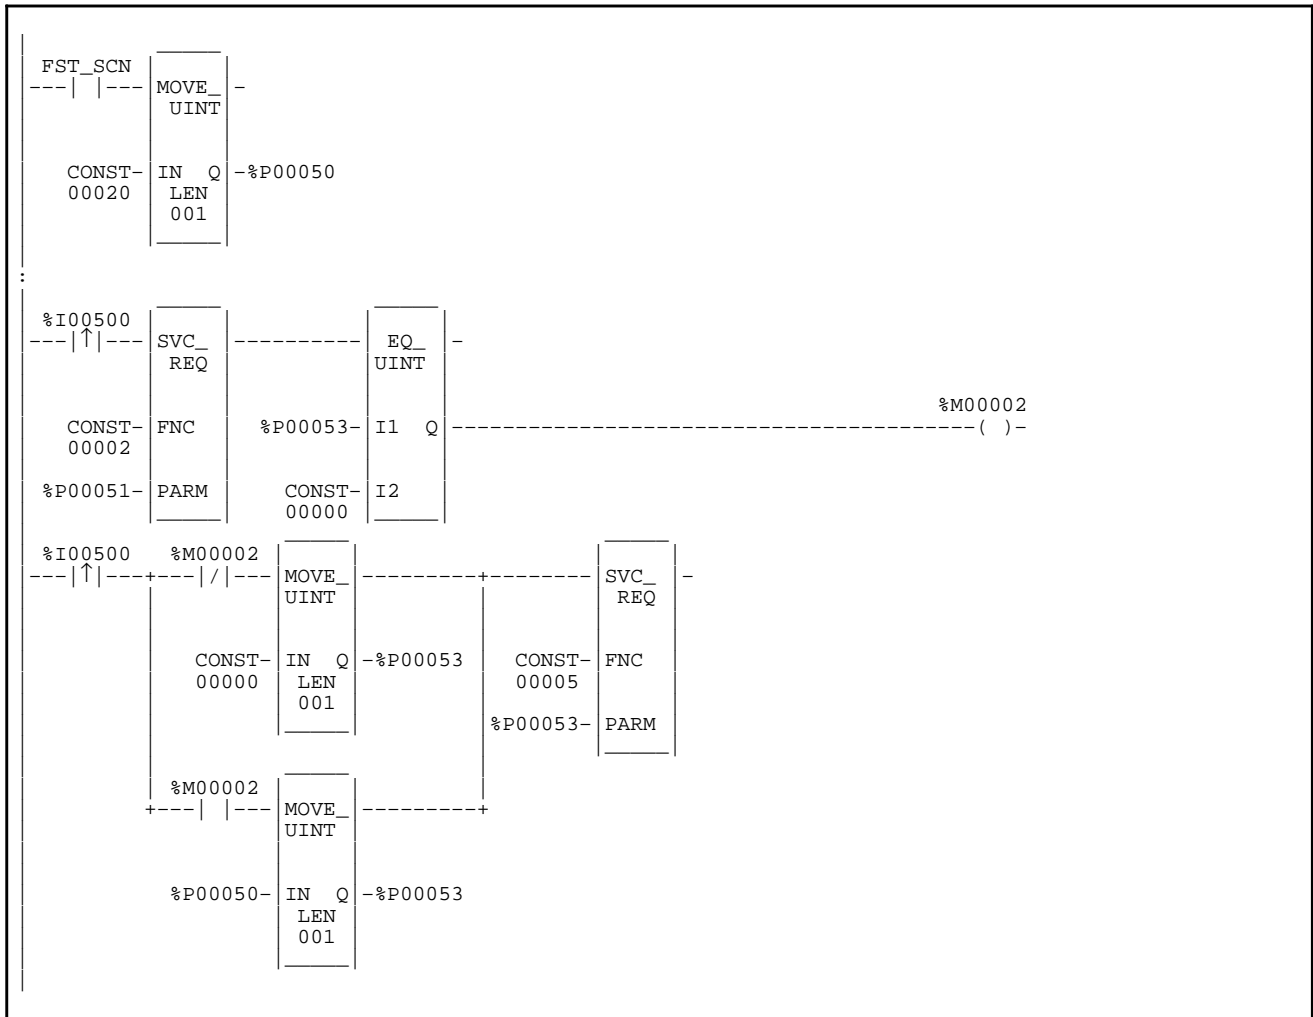 FST_SCN
---| |---|MOVE_|-
UINT
CONST-|IN Q|-%P00050
00020 LEN
001
:
%I00500
---|↑|---|SVC_ |----------| EQ_ |-
REQ UINT
%M00002
CONST-|FNC %P00053-|I1 Q|-----------------------------------------( )-
00002
%P00051-|PARM CONST-|I2
00000
%I00500 %M00002
---|↑|---+---|/|---|MOVE_|---------+--------|SVC_ |-
UINT REQ
CONST-|IN Q|-%P00053 CONST-|FNC
00000 LEN 00005
001
%P00053-|PARM
%M00002
+---| |---|MOVE_|---------+
UINT
%P00050-|IN Q|-%P00053
LEN
001